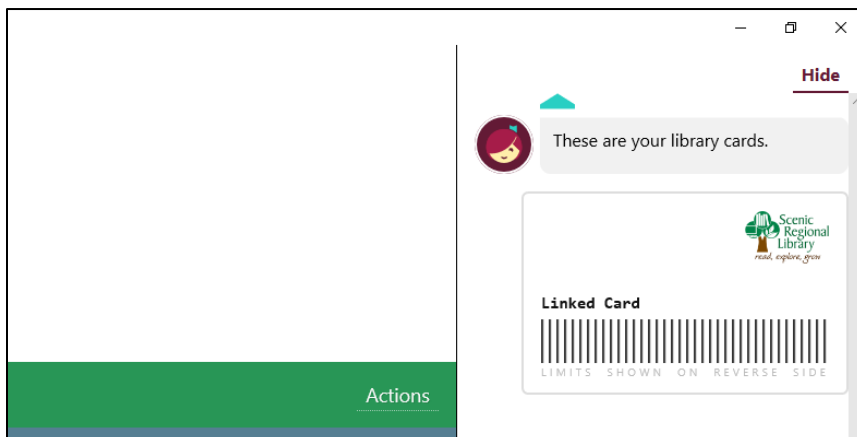 Hide
These are your library cards.
Scenic
Regional
Library
read, explore, grow
Linked Card
LIMITS SHOWN ON REVERSE SIDE
Actions